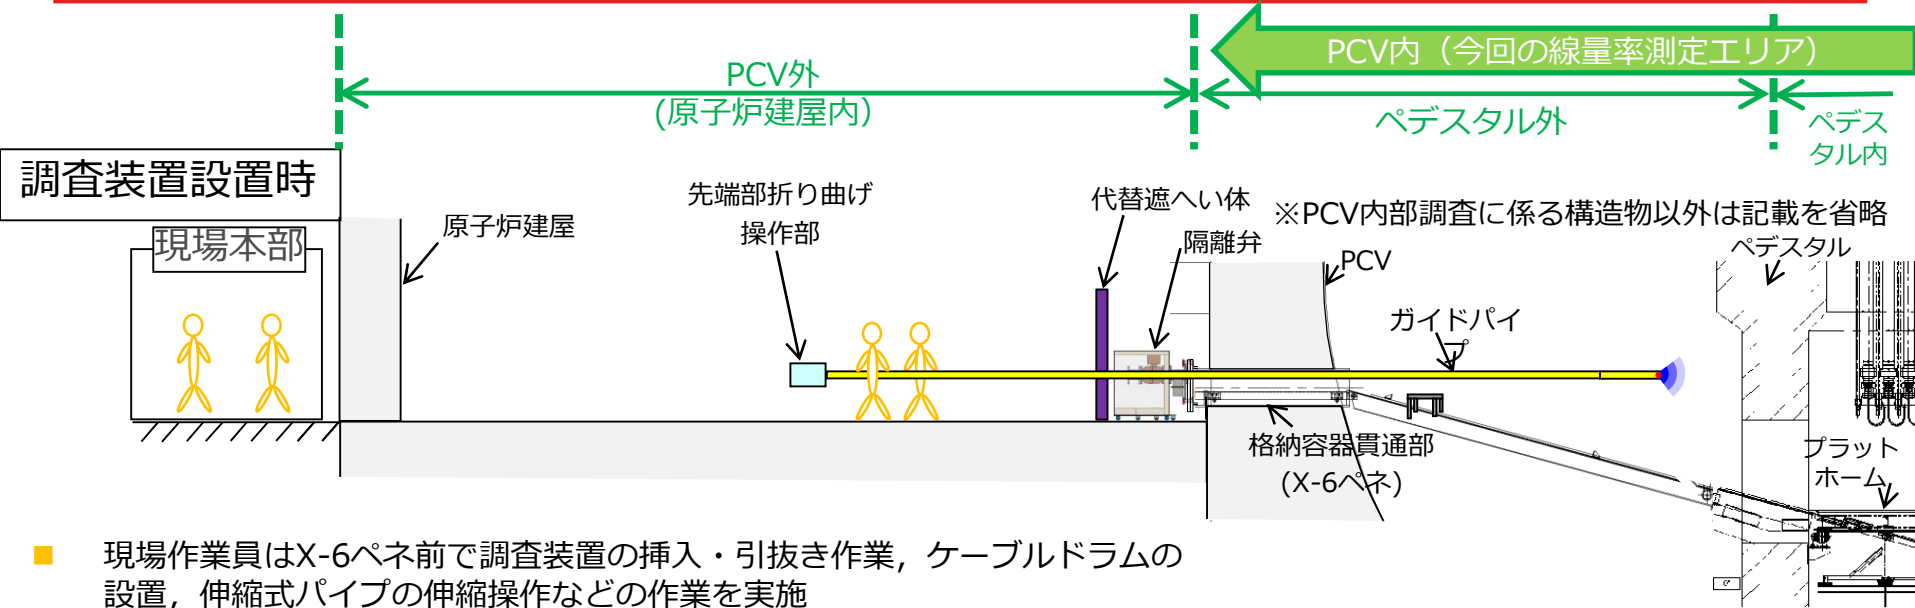 PCV内（今回の線量率測定エリア）
PCV外
(原子炉建屋内）
ペデスタル外
ペデス
タル内
調査装置設置時
現場本部
原子炉建屋
先端部折り曲げ
操作部
代替遮へい体
隔離弁
※PCV内部調査に係る構造物以外は記載を省略
PCV
ペデスタル
ガイドパイ
プ
格納容器貫通部
(X-6ペネ)
プラット
ホーム
0°
■ 現場作業員はX-6ペネ前で調査装置の挿入・引抜き作業，ケーブルドラムの
設置，伸縮式パイプの伸縮操作などの作業を実施